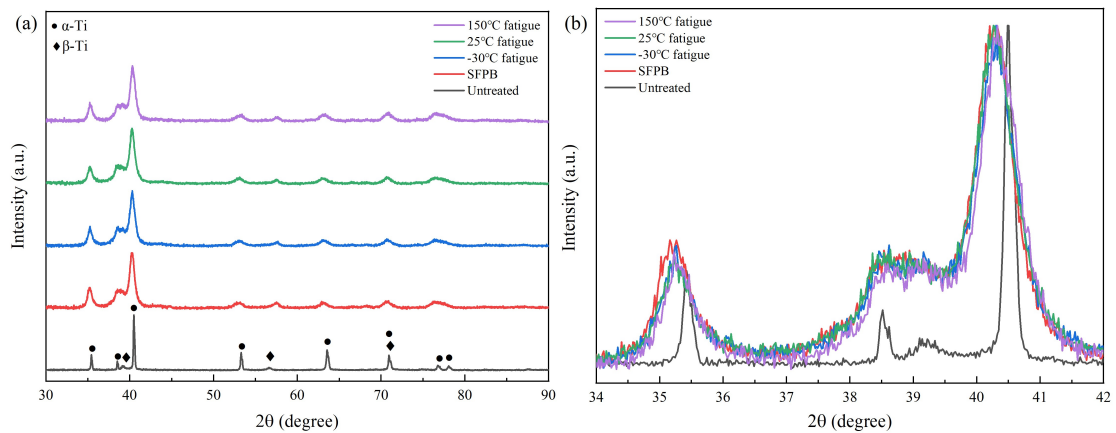 (a)
● α-Ti
◆ β-Ti
150℃ fatigue
25℃ fatigue
-30℃ fatigue
SFPB
Untreated
Intensity (a.u.)
30 40 50 60 70 80 90
2θ (degree)
(b)
150℃ fatigue
25℃ fatigue
-30℃ fatigue
SFPB
Untreated
Intensity (a.u.)
34 35 36 37 38 39 40 41 42
2θ (degree)